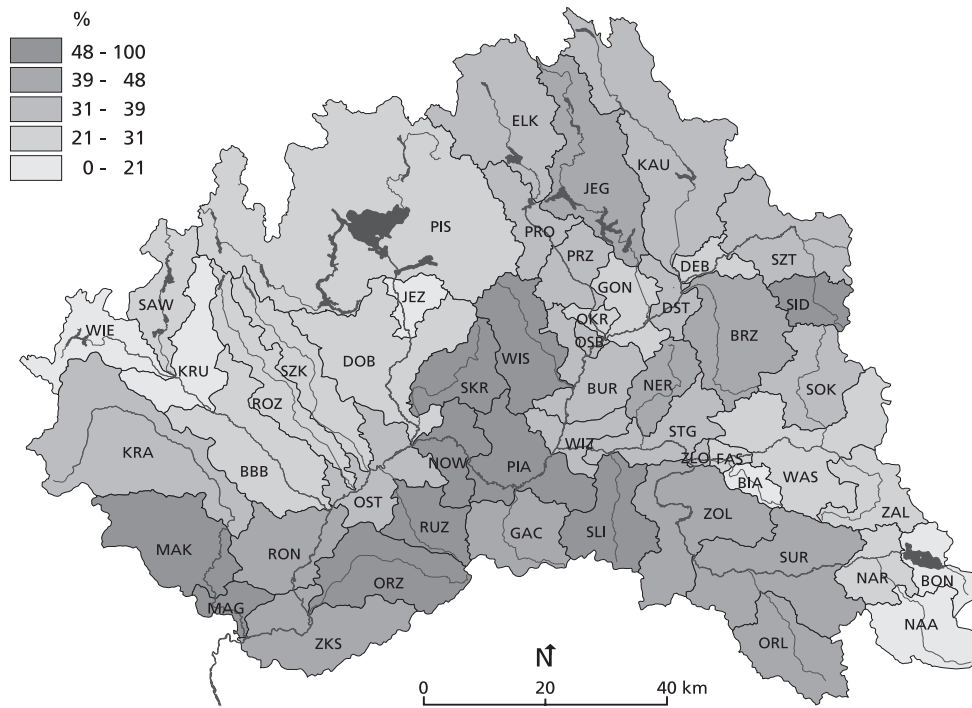 %
48 - 100
39 - 48
31 - 39
21 - 31
0 - 21
ELK
JEG
KAU
PIS
PRO
PRZ
DEB
SZT
SAW
JEZ
GON
SID
WIE
OKR
DST
BRZ
OSB
KRU
SZK
DOB
WIS
SKR
BUR
NER
SOK
ROZ
KRA
BBB
NOW
PIA
WIZ
STG
ZLO
FAS
BIA
WAS
OST
MAK
RON
RUZ
GAC
SLI
ZOL
ZAL
SUR
ORZ
NAR
BON
MAG
ZKS
ORL
NAA
N
0 20 40 km